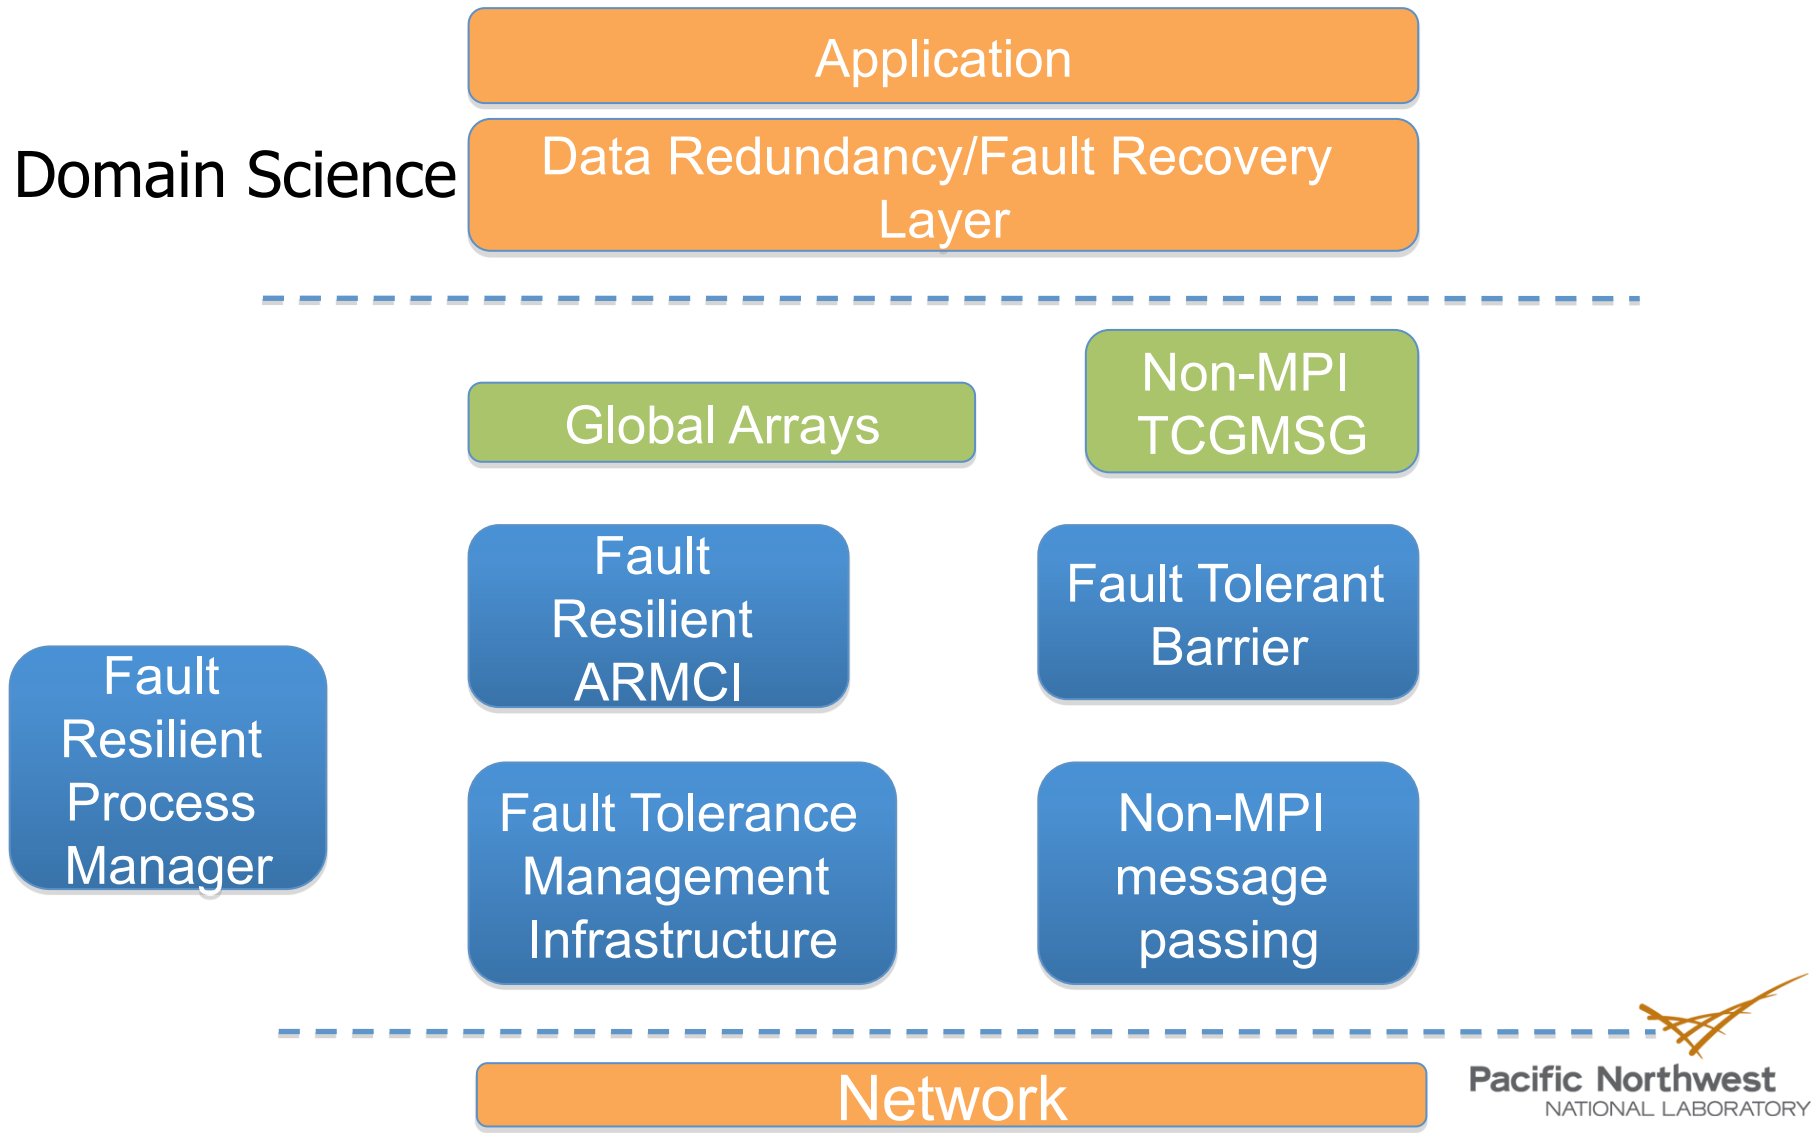 Application
Domain Science
Data Redundancy/Fault Recovery
Layer
Global Arrays
Non-MPI
TCGMSG
Fault
Resilient
ARMCI
Fault Tolerant
Barrier
Fault
Resilient
Process
Manager
Fault Tolerance
Management
Infrastructure
Non-MPI
message
passing
Network
Pacific Northwest
NATIONAL LABORATORY